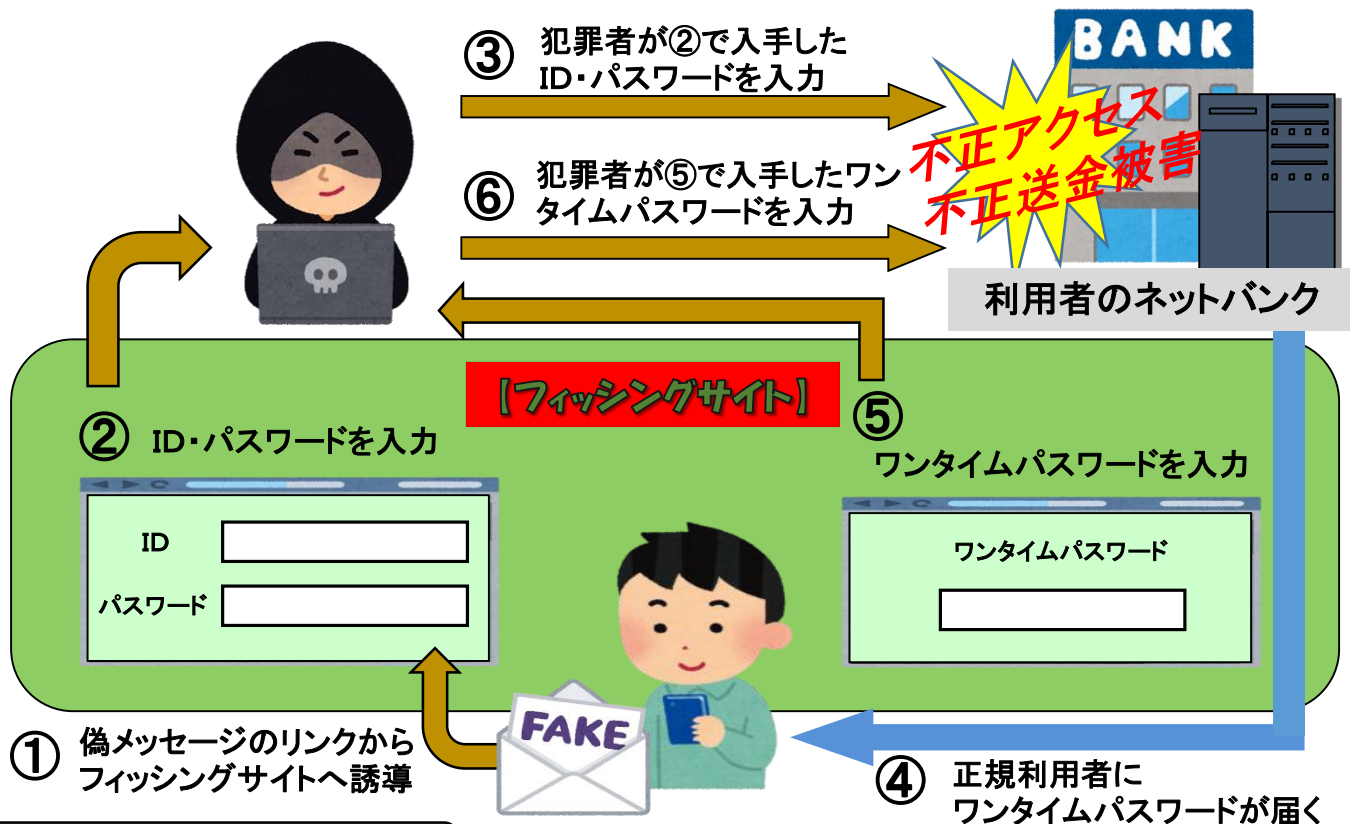 ③ 犯罪者が②で入手した
ID・パスワードを入力
BANK
不正アクセス
不正送金被害
⑥ 犯罪者が⑤で入手したワン
タイムパスワードを入力
利用者のネットバンク
【フィッシングサイト】
② ID・パスワードを入力
ID
パスワード
⑤
ワンタイムパスワードを入力
ワンタイムパスワード
FAKE
① 偽メッセージのリンクから
フィッシングサイトへ誘導
④ 正規利用者に
ワンタイムパスワードが届く